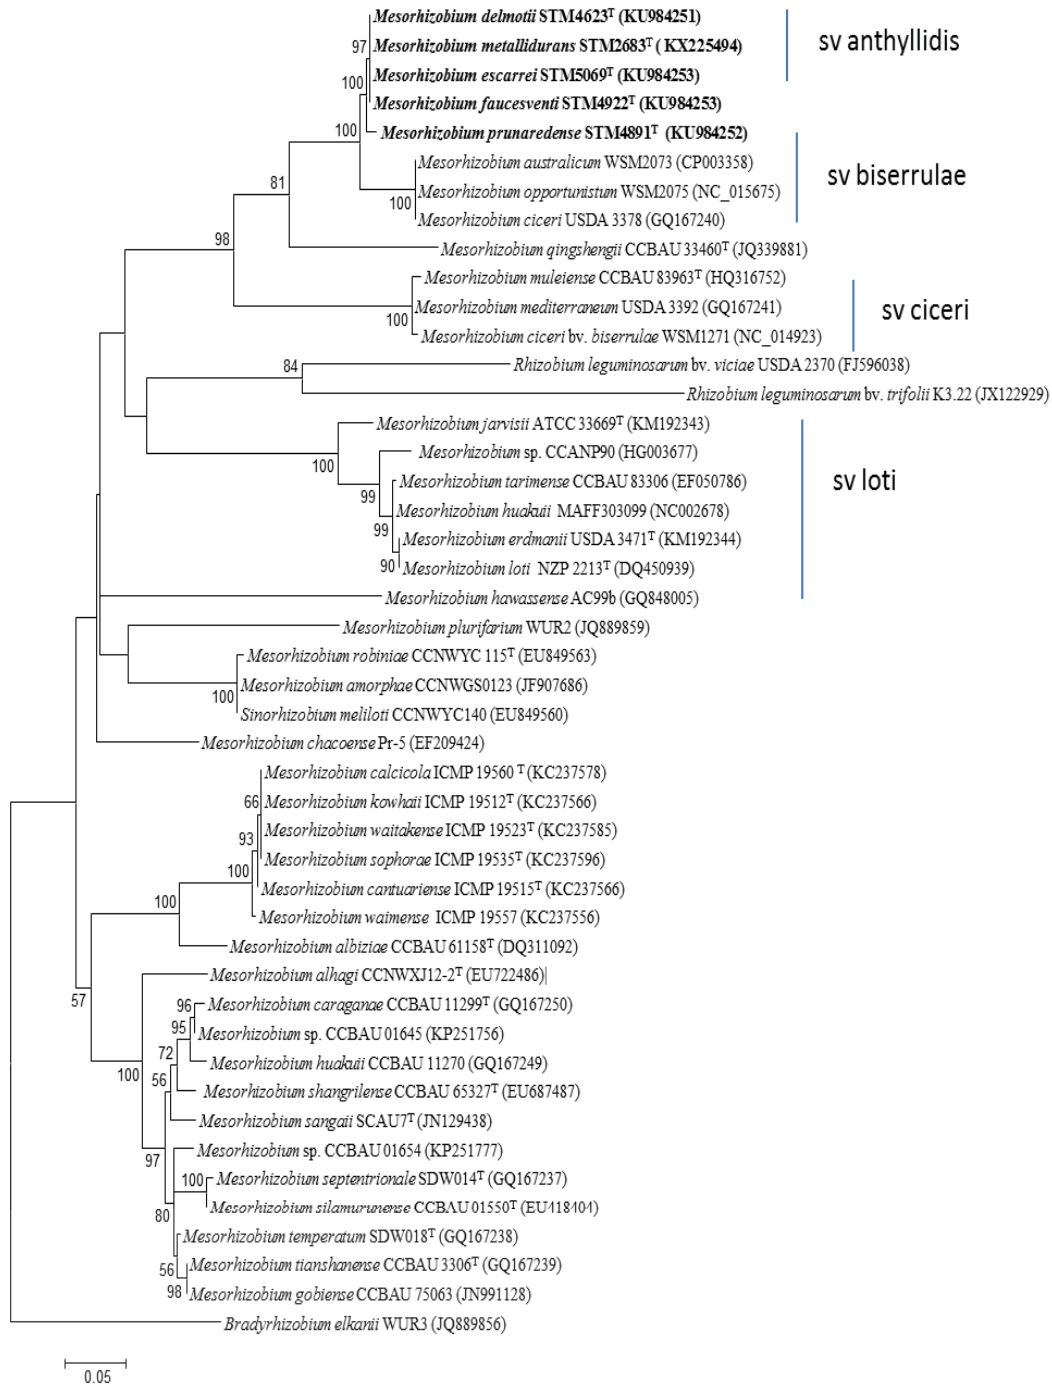 Mesorhizobium delmotii STM4623ᵀ (KU984251)
97
Mesorhizobium metallidurans STM2683ᵀ ( KX225494)
sv anthyllidis
Mesorhizobium escarrei STM5069ᵀ (KU984253)
100
Mesorhizobium faucesventi STM4922ᵀ (KU984253)
100
Mesorhizobium prunaredense STM4891ᵀ (KU984252)
Mesorhizobium australicum WSM2073 (CP003358)
sv biserrulae
81
Mesorhizobium opportunistum WSM2075 (NC_015675)
100
Mesorhizobium ciceri USDA 3378 (GQ167240)
98
Mesorhizobium qingshengii CCBAU 33460ᵀ (JQ339881)
Mesorhizobium muleiense CCBAU 83963ᵀ (HQ316752)
Mesorhizobium mediterraneum USDA 3392 (GQ167241)
sv ciceri
100
Mesorhizobium ciceri bv. biserrulae WSM1271 (NC_014923)
84
Rhizobium leguminosarum bv. viciae USDA 2370 (FJ596038)
Rhizobium leguminosarum bv. trifolii K3.22 (JX122929)
Mesorhizobium jarvisii ATCC 33669ᵀ (KM192343)
100
Mesorhizobium sp. CCANP90 (HG003677)
99
Mesorhizobium tarimense CCBAU 83306 (EF050786)
sv loti
Mesorhizobium huakuii MAFF303099 (NC002678)
99
Mesorhizobium erdmanii USDA 3471ᵀ (KM192344)
90
Mesorhizobium loti NZP 2213ᵀ (DQ450939)
Mesorhizobium hawassense AC99b (GQ848005)
Mesorhizobium plurifarium WUR2 (JQ889859)
Mesorhizobium robiniae CCNWYC 115ᵀ (EU849563)
Mesorhizobium amorphae CCNWGS0123 (JF907686)
100
Sinorhizobium meliloti CCNWYC140 (EU849560)
Mesorhizobium chacoense Pr-5 (EF209424)
Mesorhizobium calcicola ICMP 19560 ᵀ (KC237578)
66
Mesorhizobium kowhaii ICMP 19512ᵀ (KC237566)
Mesorhizobium waitakense ICMP 19523ᵀ (KC237585)
93
Mesorhizobium sophorae ICMP 19535ᵀ (KC237596)
100
Mesorhizobium cantuariense ICMP 19515ᵀ (KC237566)
100
Mesorhizobium waimense ICMP 19557 (KC237556)
Mesorhizobium albiziae CCBAU 61158ᵀ (DQ311092)
Mesorhizobium alhagi CCNWXJ12-2ᵀ (EU722486)
57
96
Mesorhizobium caraganae CCBAU 11299ᵀ (GQ167250)
95
Mesorhizobium sp. CCBAU 01645 (KP251756)
72
Mesorhizobium huakuii CCBAU 11270 (GQ167249)
100
56
Mesorhizobium shangrilense CCBAU 65327ᵀ (EU687487)
Mesorhizobium sangaii SCAU7ᵀ (JN129438)
Mesorhizobium sp. CCBAU 01654 (KP251777)
97
100
Mesorhizobium septentrionale SDW014ᵀ (GQ167237)
Mesorhizobium silamurunense CCBAU 01550ᵀ (EU418404)
80
Mesorhizobium temperatum SDW018ᵀ (GQ167238)
56
Mesorhizobium tianshanense CCBAU 3306ᵀ (GQ167239)
98
Mesorhizobium gobiense CCBAU 75063 (JN991128)
Bradyrhizobium elkanii WUR3 (JQ889856)
0.05